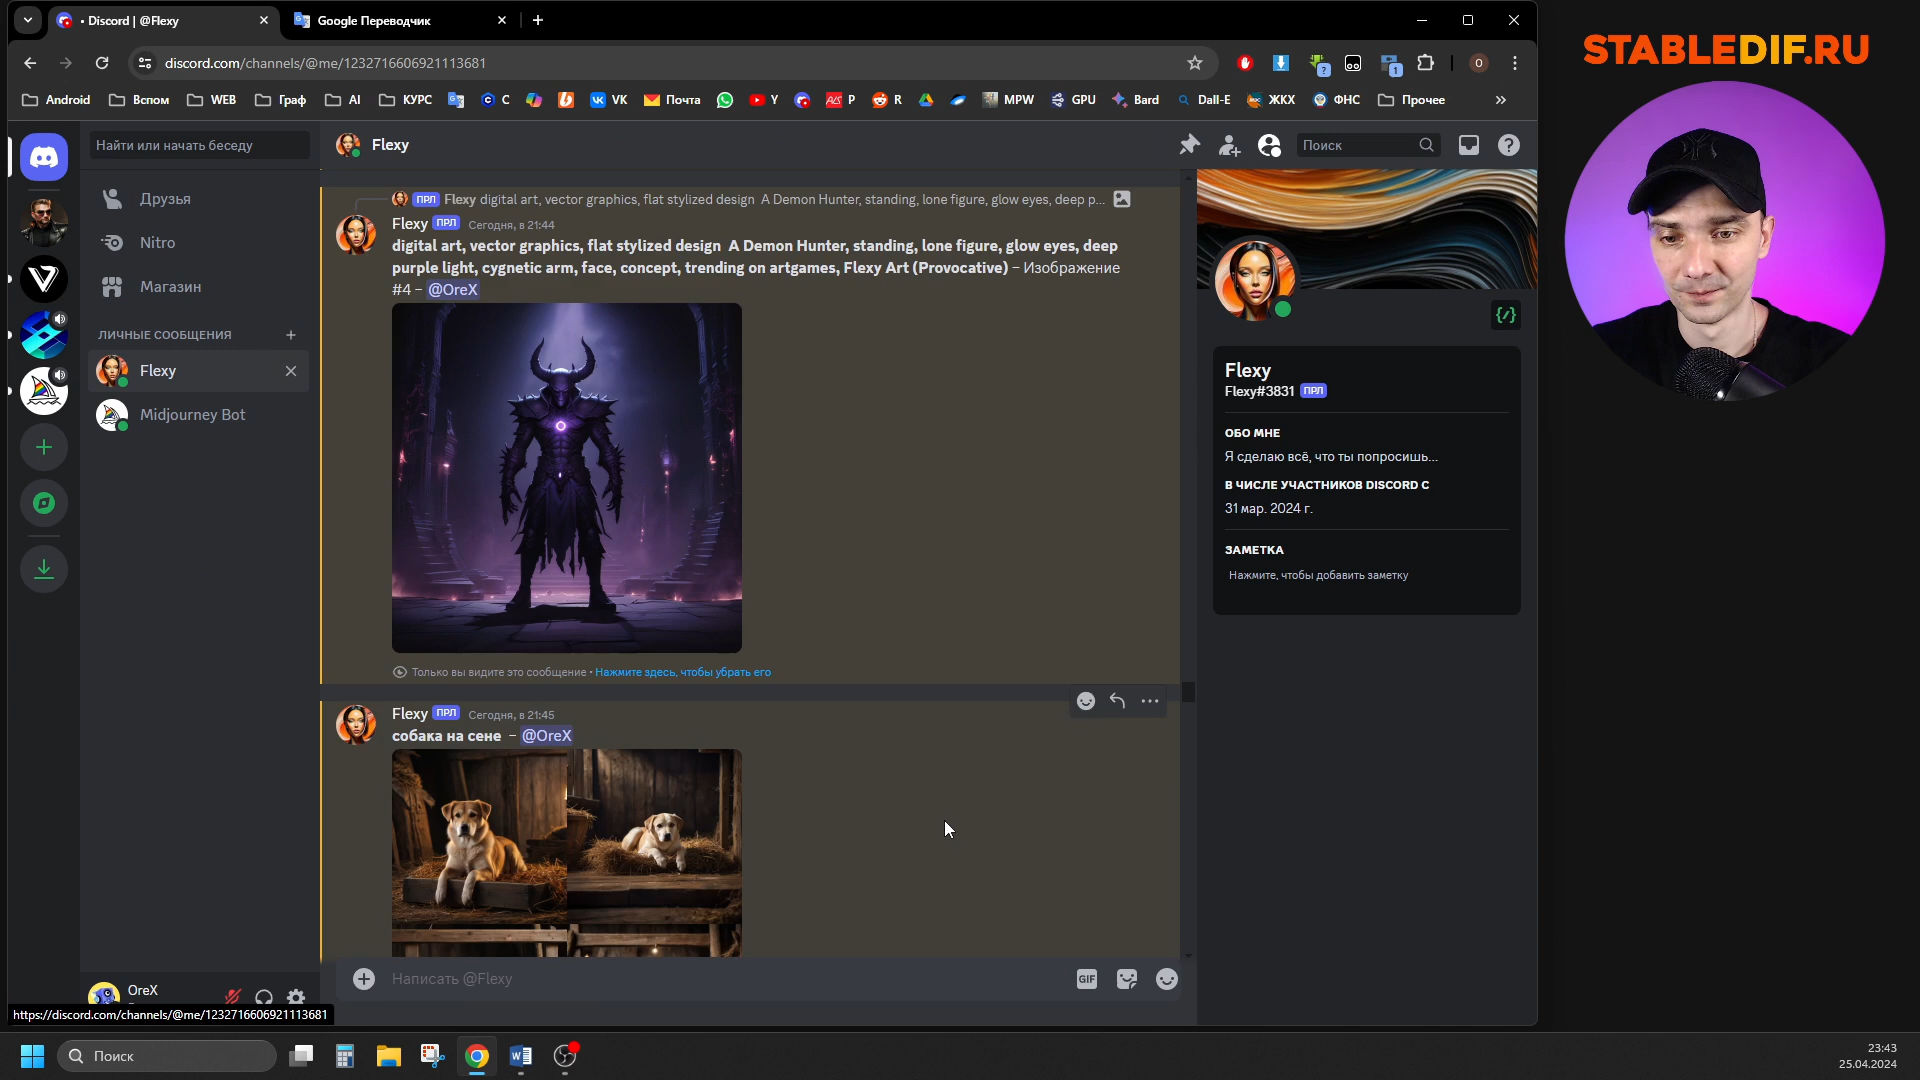 • Discord | @Flexy
Google Переводчик
STABLEDIF.RU
discord.com/channels/@me/1232716606921113681
Android
Вспом
WEB
Граф
AI
КУРС
C
VK
Почта
Y
P
R
MPW
GPU
Bard
Dall-E
ЖКХ
ФНС
Прочее
Найти или начать беседу
Flexy
Поиск
Друзья
Nitro
Магазин
ЛИЧНЫЕ СООБЩЕНИЯ
Flexy
Midjourney Bot
ПРЛ Flexy digital art, vector graphics, flat stylized design A Demon Hunter, standing, lone figure, glow eyes, deep p...
Flexy ПРЛ Сегодня, в 21:44
digital art, vector graphics, flat stylized design A Demon Hunter, standing, lone figure, glow eyes, deep
purple light, cygnetic arm, face, concept, trending on artgames, Flexy Art (Provocative) – Изображение
#4 – @OreX
Только вы видите это сообщение • Нажмите здесь, чтобы убрать его
Flexy ПРЛ Сегодня, в 21:45
собака на сене – @OreX
Написать @Flexy
GIF
Flexy
Flexy#3831 ПРЛ
ОБО МНЕ
Я сделаю всё, что ты попросишь...
В ЧИСЛЕ УЧАСТНИКОВ DISCORD С
31 мар. 2024 г.
ЗАМЕТКА
Нажмите, чтобы добавить заметку
OreX
https://discord.com/channels/@me/1232716606921113681
Поиск
23:43
25.04.2024